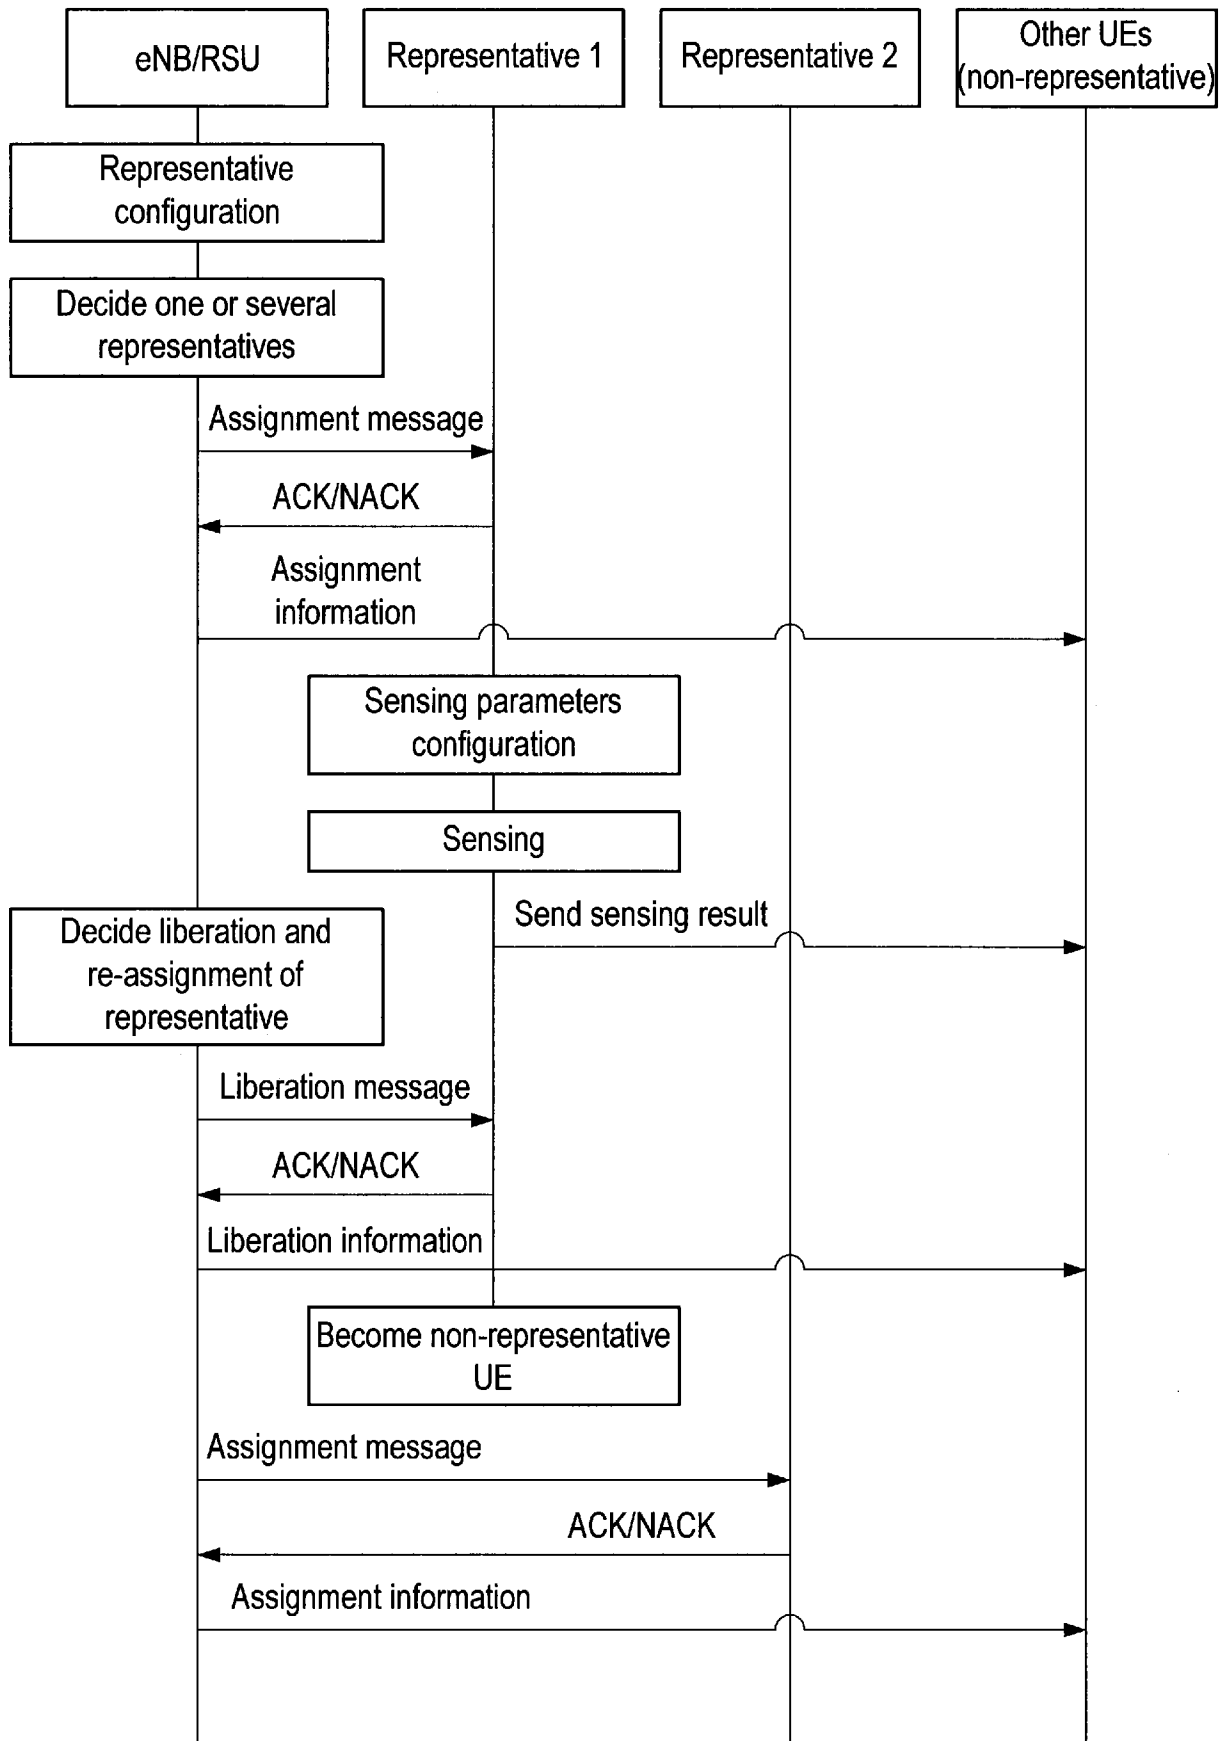 eNB/RSU
Representative 1
Representative 2
Other UEs
(non-representative)
Representative
configuration
Decide one or several
representatives
Assignment message
ACK/NACK
Assignment
information
Sensing parameters
configuration
Sensing
Send sensing result
Decide liberation and
re-assignment of
representative
Liberation message
ACK/NACK
Liberation information
Become non-representative
UE
Assignment message
ACK/NACK
Assignment information